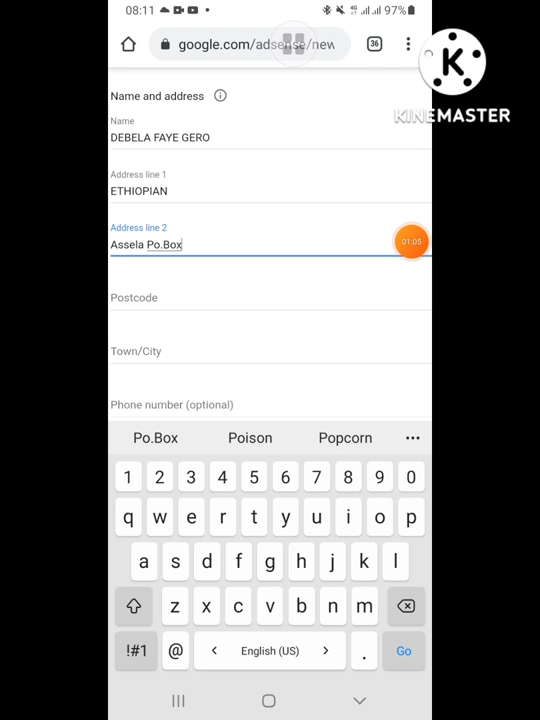 08:11
4G
97%
google.com/adsense/new
36
K
KINEMASTER
Name and address
Name
DEBELA FAYE GERO
Address line 1
ETHIOPIAN
Address line 2
Assela Po.Box
01:05
Postcode
Town/City
Phone number (optional)
Po.Box Poison Popcorn •••
1 2 3 4 5 6 7 8 9 0
q w e r t y u i o p
a s d f g h j k l
z x c v b n m
!#1 @ < English (US) > . Go